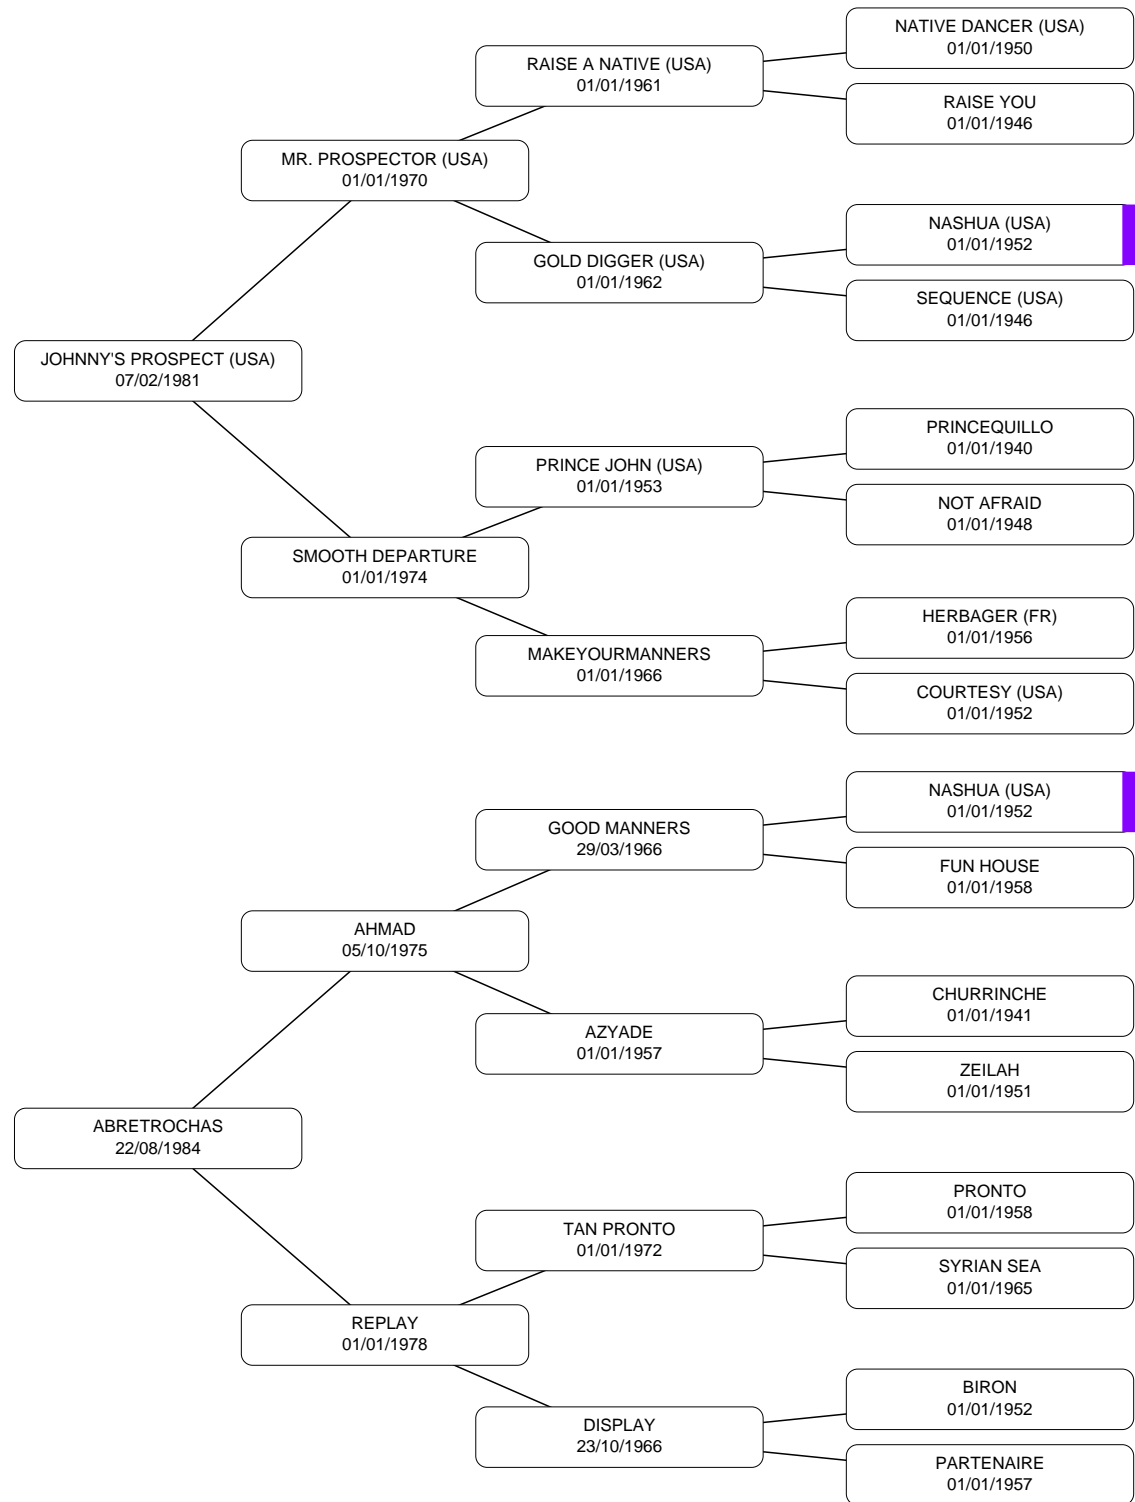 NATIVE DANCER (USA)
01/01/1950
RAISE A NATIVE (USA)
01/01/1961
RAISE YOU
01/01/1946
MR. PROSPECTOR (USA)
01/01/1970
NASHUA (USA)
01/01/1952
GOLD DIGGER (USA)
01/01/1962
SEQUENCE (USA)
01/01/1946
JOHNNY'S PROSPECT (USA)
07/02/1981
PRINCEQUILLO
01/01/1940
PRINCE JOHN (USA)
01/01/1953
NOT AFRAID
01/01/1948
SMOOTH DEPARTURE
01/01/1974
HERBAGER (FR)
01/01/1956
MAKEYOURMANNERS
01/01/1966
COURTESY (USA)
01/01/1952
NASHUA (USA)
01/01/1952
GOOD MANNERS
29/03/1966
FUN HOUSE
01/01/1958
AHMAD
05/10/1975
CHURRINCHE
01/01/1941
AZYADE
01/01/1957
ZEILAH
01/01/1951
ABRETROCHAS
22/08/1984
PRONTO
01/01/1958
TAN PRONTO
01/01/1972
SYRIAN SEA
01/01/1965
REPLAY
01/01/1978
BIRON
01/01/1952
DISPLAY
23/10/1966
PARTENAIRE
01/01/1957